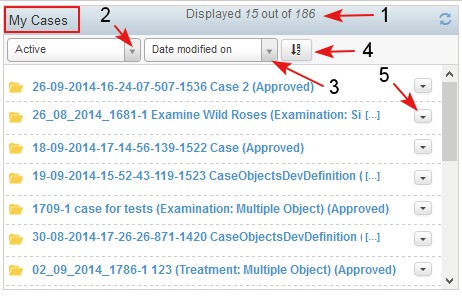 My Cases
Displayed 15 out of 186
1
2
Active
Date modified on
A Z
4
3
5
26-09-2014-16-24-07-507-1536 Case 2 (Approved)
26_08_2014_1681-1 Examine Wild Roses (Examination: Si [...]
18-09-2014-17-14-56-139-1522 Case (Approved)
19-09-2014-15-52-43-119-1523 CaseObjectsDevDefinition ( [...]
1709-1 case for tests (Examination: Multiple Object) (Approved)
30-08-2014-17-26-26-871-1420 CaseObjectsDevDefinition ( [...]
02_09_2014_1786-1 123 (Treatment: Multiple Object) (Approved)